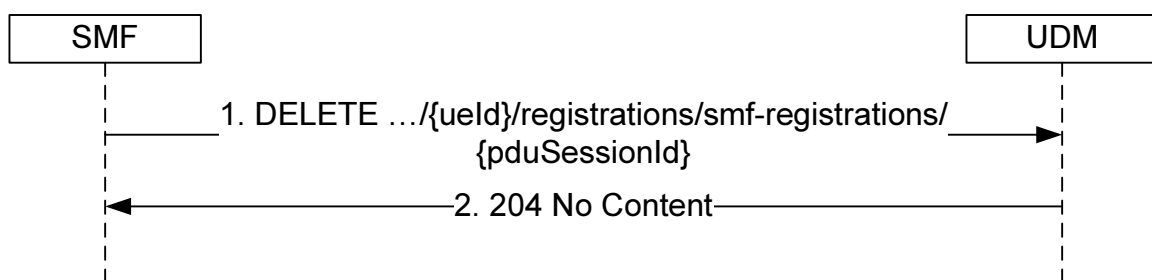 SMF
UDM
1. DELETE …/{ueId}/registrations/smf-registrations/
{pduSessionId}
2. 204 No Content